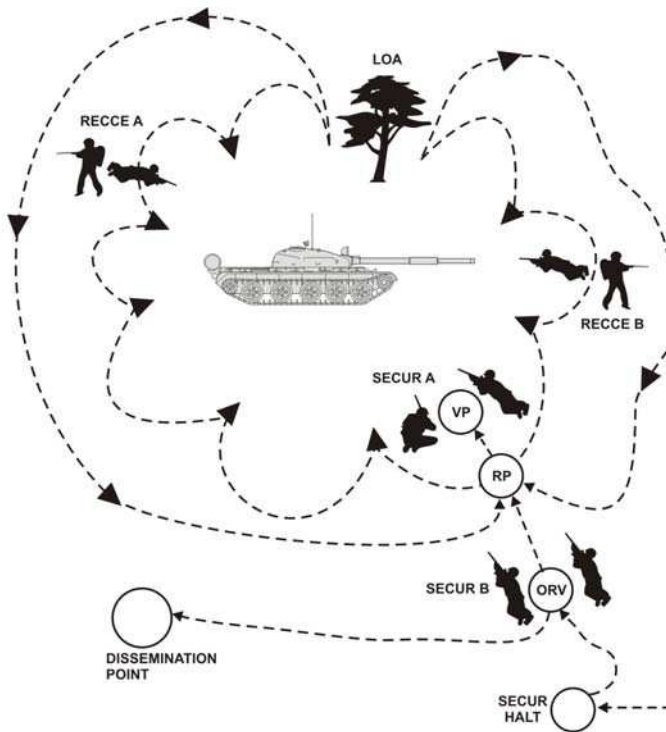 LOA
RECCE A
RECCE B
SECUR A
VP
RP
SECUR B
ORV
DISSEMINATION
POINT
SECUR
HALT